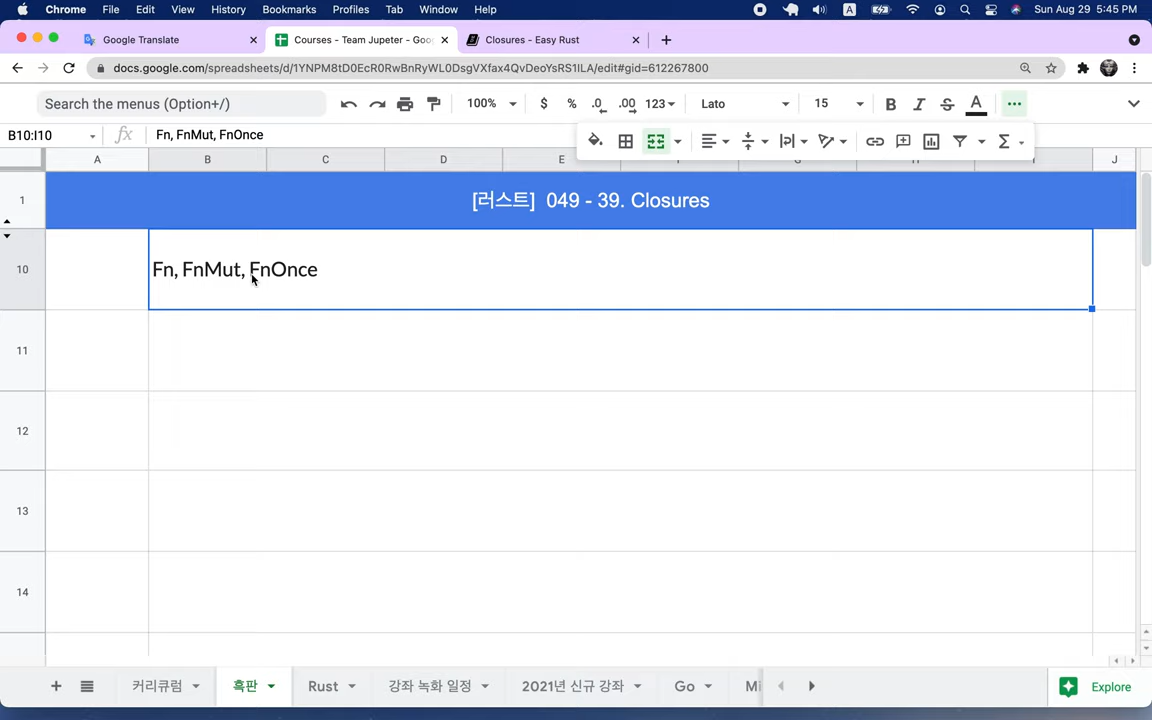 Chrome File Edit View History Bookmarks Profiles Tab Window Help A Sun Aug 29 5:45 PM
Google Translate Courses - Team Jupeter - Goo Closures - Easy Rust
docs.google.com/spreadsheets/d/1YNPM8tD0EcR0RwBnRyWL0DsgVXfax4QvDeoYsRS1ILA/edit#gid=612267800
Search the menus (Option+/) 100% $ % .0 .00 123 Lato 15 B I S A
B10:I10 fx Fn, FnMut, FnOnce
A B C D E J
1 [러스트] 049 - 39. Closures
10 Fn, FnMut, FnOnce
11
12
13
14
커리큘럼 흑판 Rust 강좌 녹화 일정 2021년 신규 강좌 Go Mi Explore